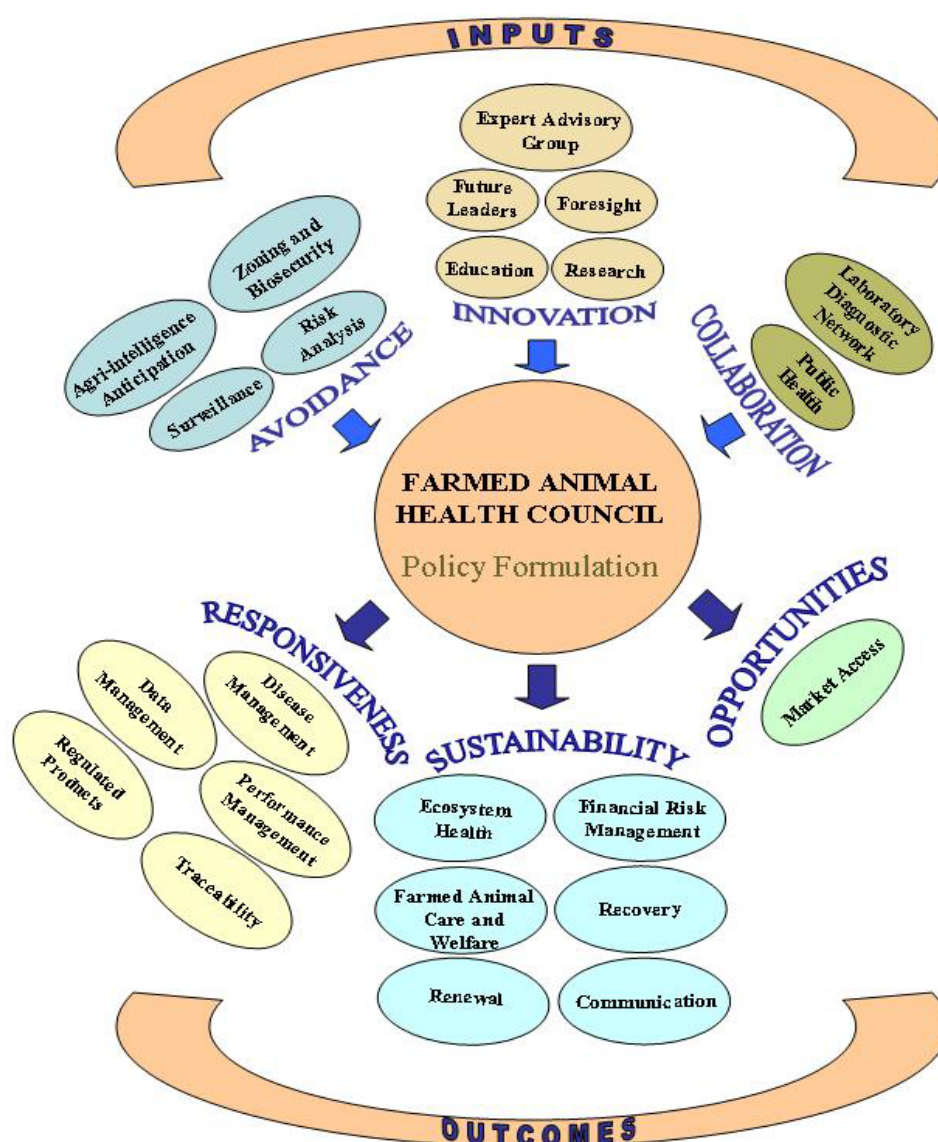 INPUTS
Expert Advisory
Group
Future
Leaders
Foresight
Education
Research
INNOVATION
Zoning and
Biosecurity
Agri-intelligence
Anticipation
Risk
Analysis
Surveillance
AVOIDANCE
Laboratory
Diagnostic
Network
Public
Health
COLLABORATION
FARMED ANIMAL
HEALTH COUNCIL
Policy Formulation
RESPONSIVENESS
Data
Management
Disease
Management
Regulated
Products
Performance
Management
Traceability
SUSTAINABILITY
Ecosystem
Health
Financial Risk
Management
Farmed Animal
Care and
Welfare
Recovery
Renewal
Communication
OPPORTUNITIES
Market Access
OUTCOMES